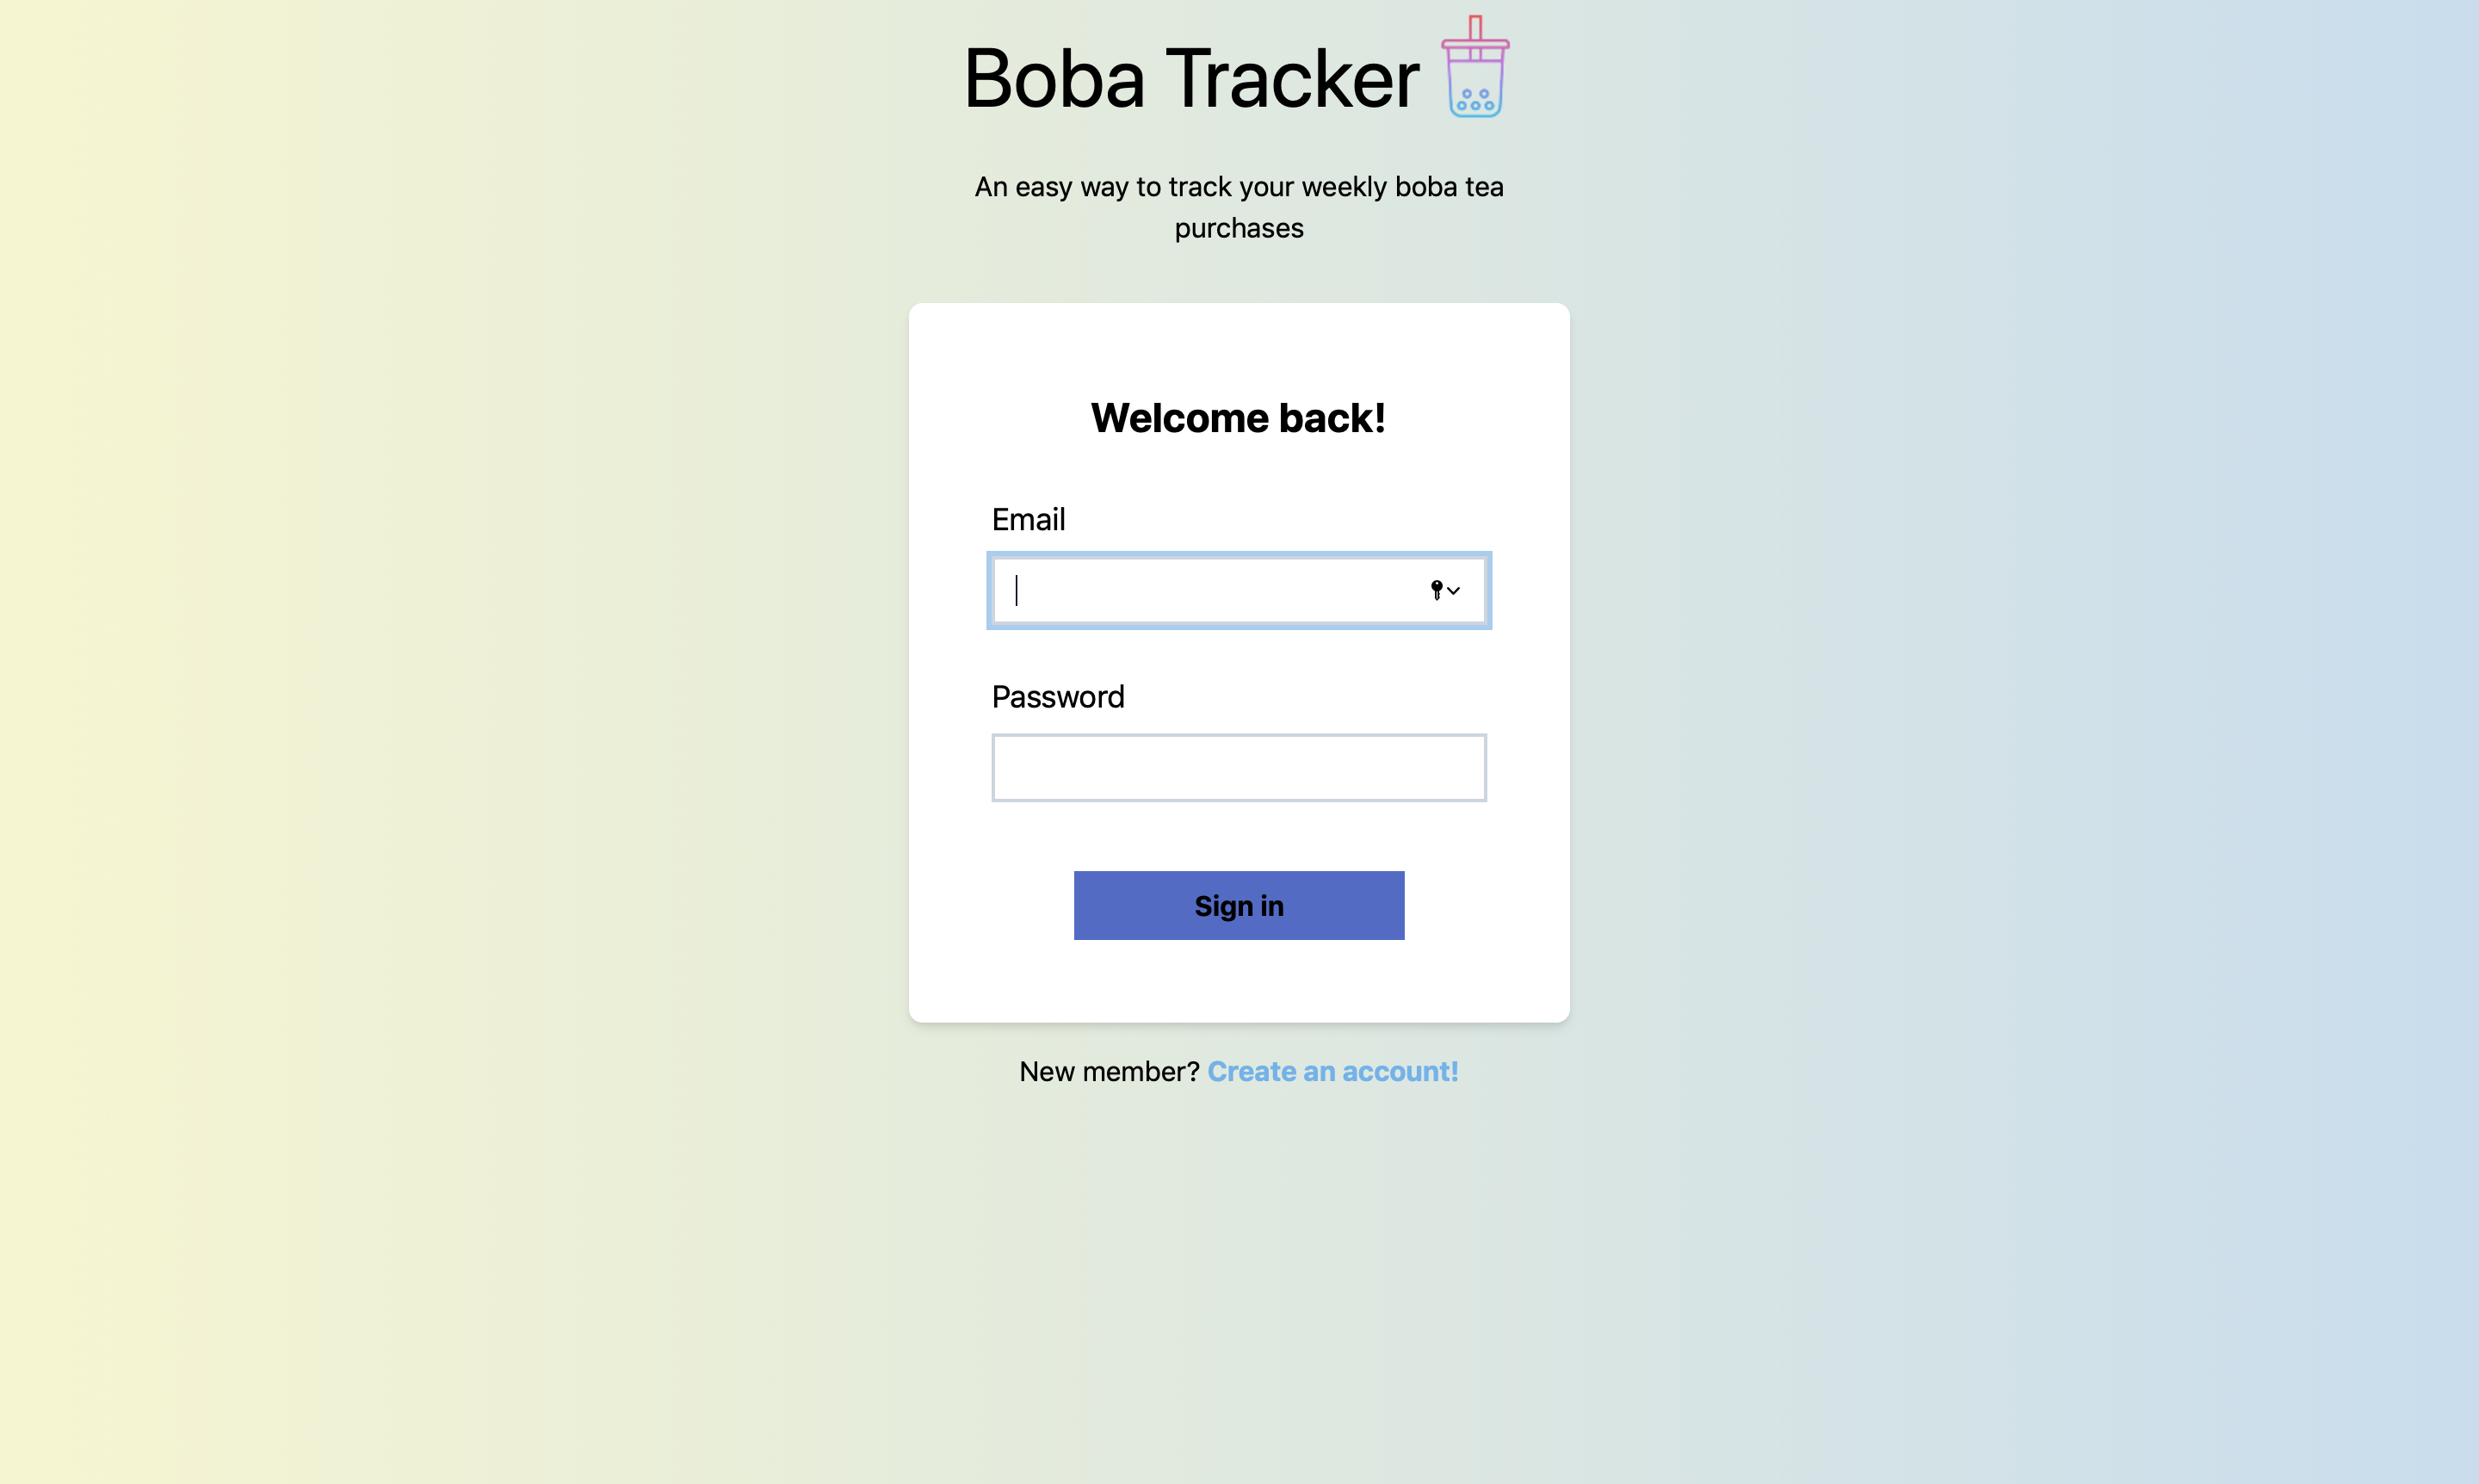 Boba Tracker
An easy way to track your weekly boba tea
purchases
Welcome back!
Email
Password
Sign in
New member? Create an account!